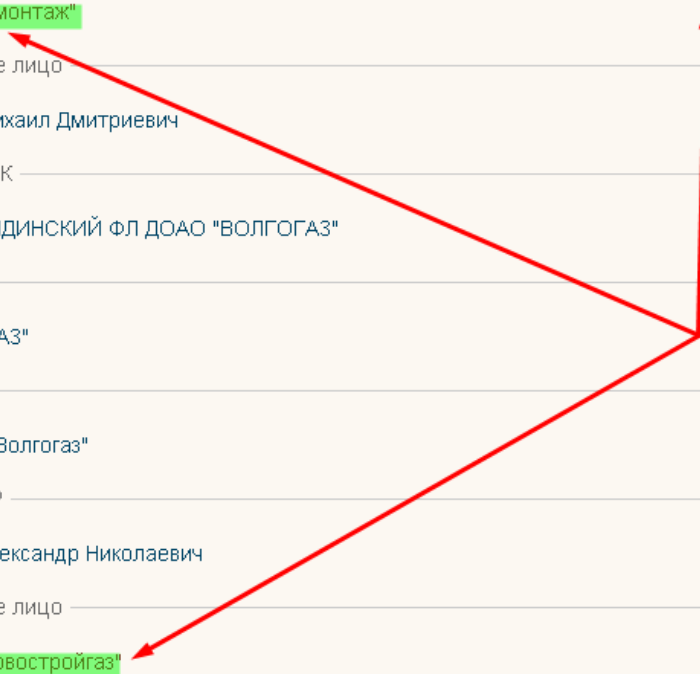 монтаж"
е лицо
ихаил Дмитриевич
К
ДИНСКИЙ ФЛ ДОАО "ВОЛГОГАЗ"
АЗ"
Волгогаз"
ександр Николаевич
е лицо
овостройгаз"